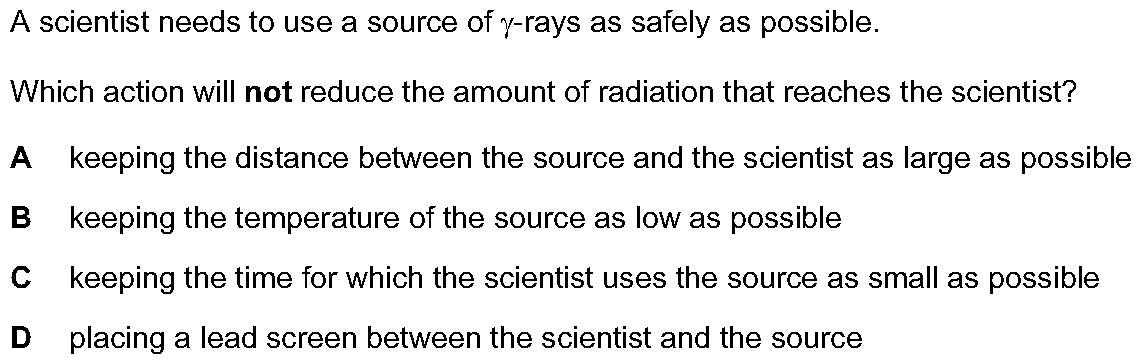 A scientist needs to use a source of γ-rays as safely as possible.
Which action will not reduce the amount of radiation that reaches the scientist?
A keeping the distance between the source and the scientist as large as possible
B keeping the temperature of the source as low as possible
C keeping the time for which the scientist uses the source as small as possible
D placing a lead screen between the scientist and the source